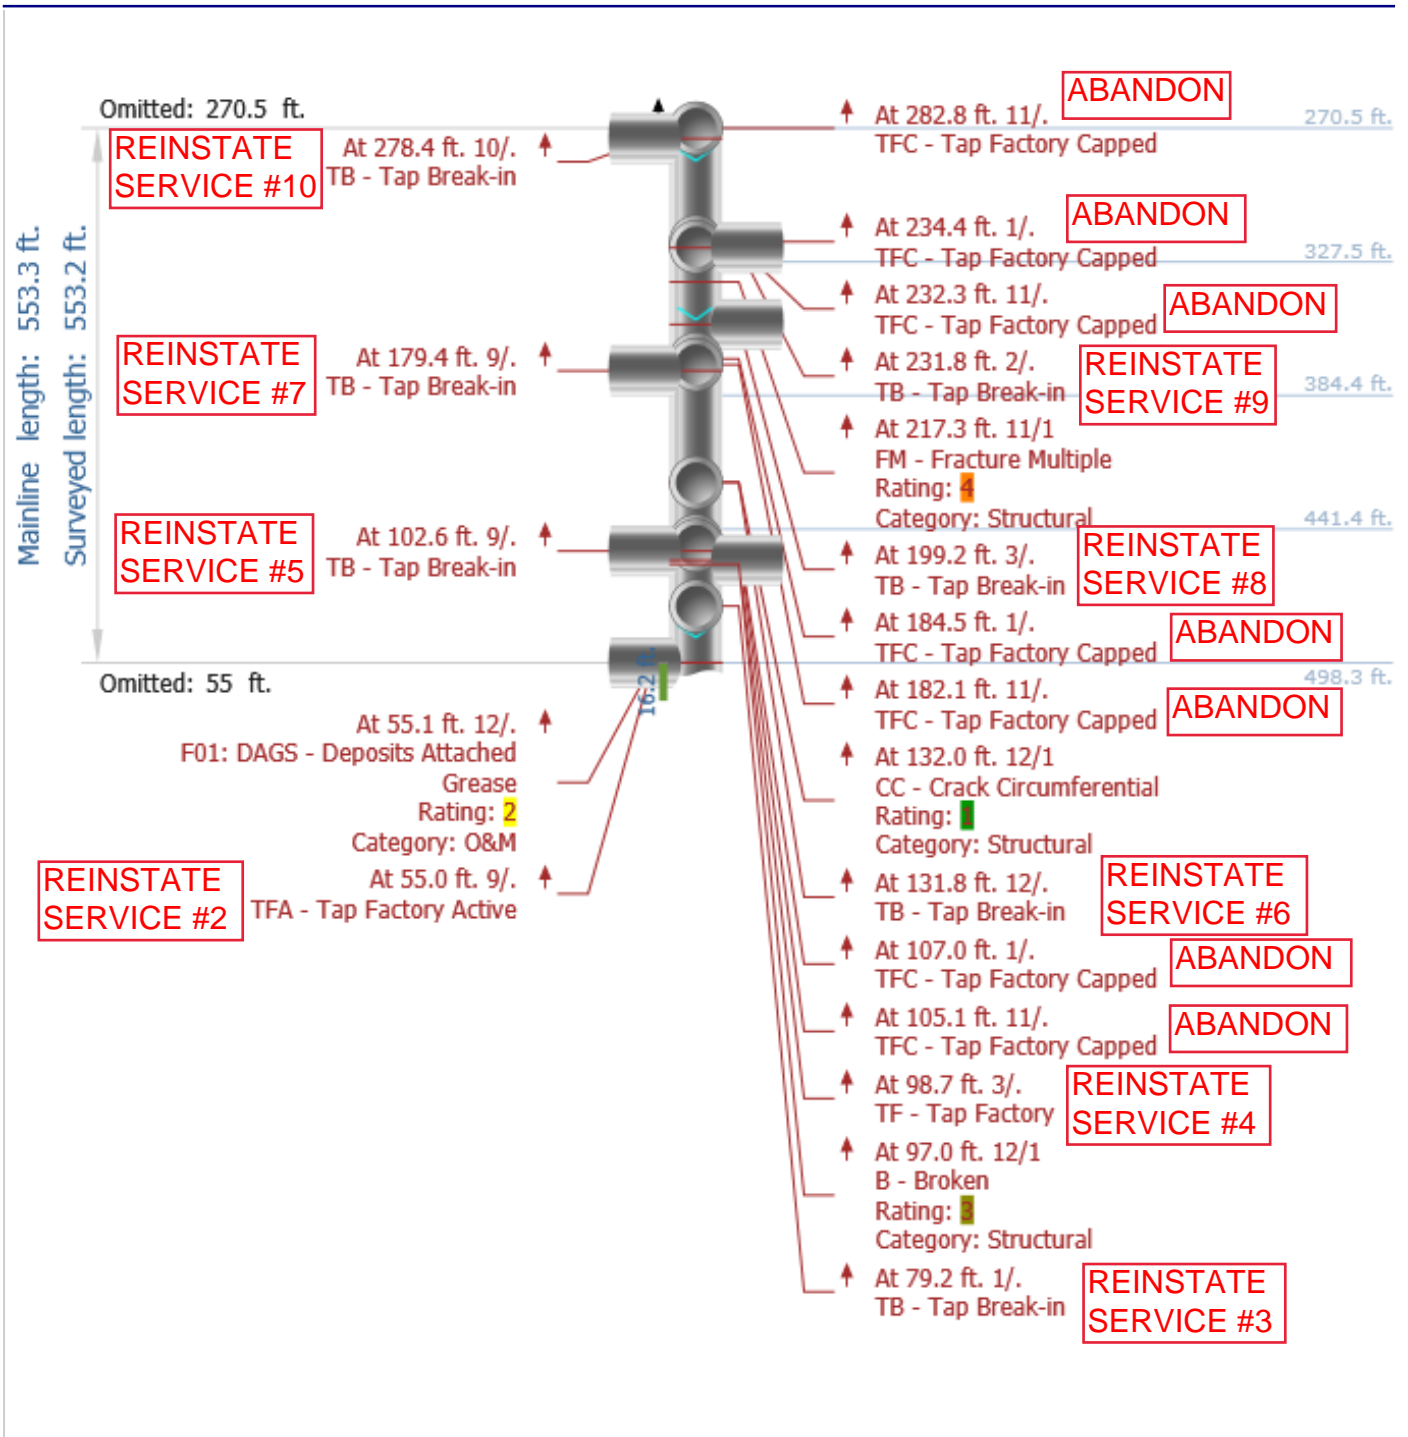 Omitted: 270.5 ft.
REINSTATE
SERVICE #10
At 278.4 ft. 10/.
TB - Tap Break-in
Mainline length: 553.3 ft.
Surveyed length: 553.2 ft.
REINSTATE
SERVICE #7
At 179.4 ft. 9/.
TB - Tap Break-in
REINSTATE
SERVICE #5
At 102.6 ft. 9/.
TB - Tap Break-in
Omitted: 55 ft.
16.2 ft.
At 55.1 ft. 12/.
F01: DAGS - Deposits Attached
Grease
Rating: 2
Category: O&M
REINSTATE
SERVICE #2
At 55.0 ft. 9/.
TFA - Tap Factory Active
At 282.8 ft. 11/.
TFC - Tap Factory Capped
ABANDON
270.5 ft.
At 234.4 ft. 1/.
TFC - Tap Factory Capped
ABANDON
327.5 ft.
At 232.3 ft. 11/.
TFC - Tap Factory Capped
ABANDON
At 231.8 ft. 2/.
TB - Tap Break-in
REINSTATE
SERVICE #9
384.4 ft.
At 217.3 ft. 11/1
FM - Fracture Multiple
Rating: 4
Category: Structural
441.4 ft.
At 199.2 ft. 3/.
TB - Tap Break-in
REINSTATE
SERVICE #8
At 184.5 ft. 1/.
TFC - Tap Factory Capped
ABANDON
498.3 ft.
At 182.1 ft. 11/.
TFC - Tap Factory Capped
ABANDON
At 132.0 ft. 12/1
CC - Crack Circumferential
Rating: 1
Category: Structural
At 131.8 ft. 12/.
TB - Tap Break-in
REINSTATE
SERVICE #6
At 107.0 ft. 1/.
TFC - Tap Factory Capped
ABANDON
At 105.1 ft. 11/.
TFC - Tap Factory Capped
ABANDON
At 98.7 ft. 3/.
TF - Tap Factory
REINSTATE
SERVICE #4
At 97.0 ft. 12/1
B - Broken
Rating: 3
Category: Structural
At 79.2 ft. 1/.
TB - Tap Break-in
REINSTATE
SERVICE #3